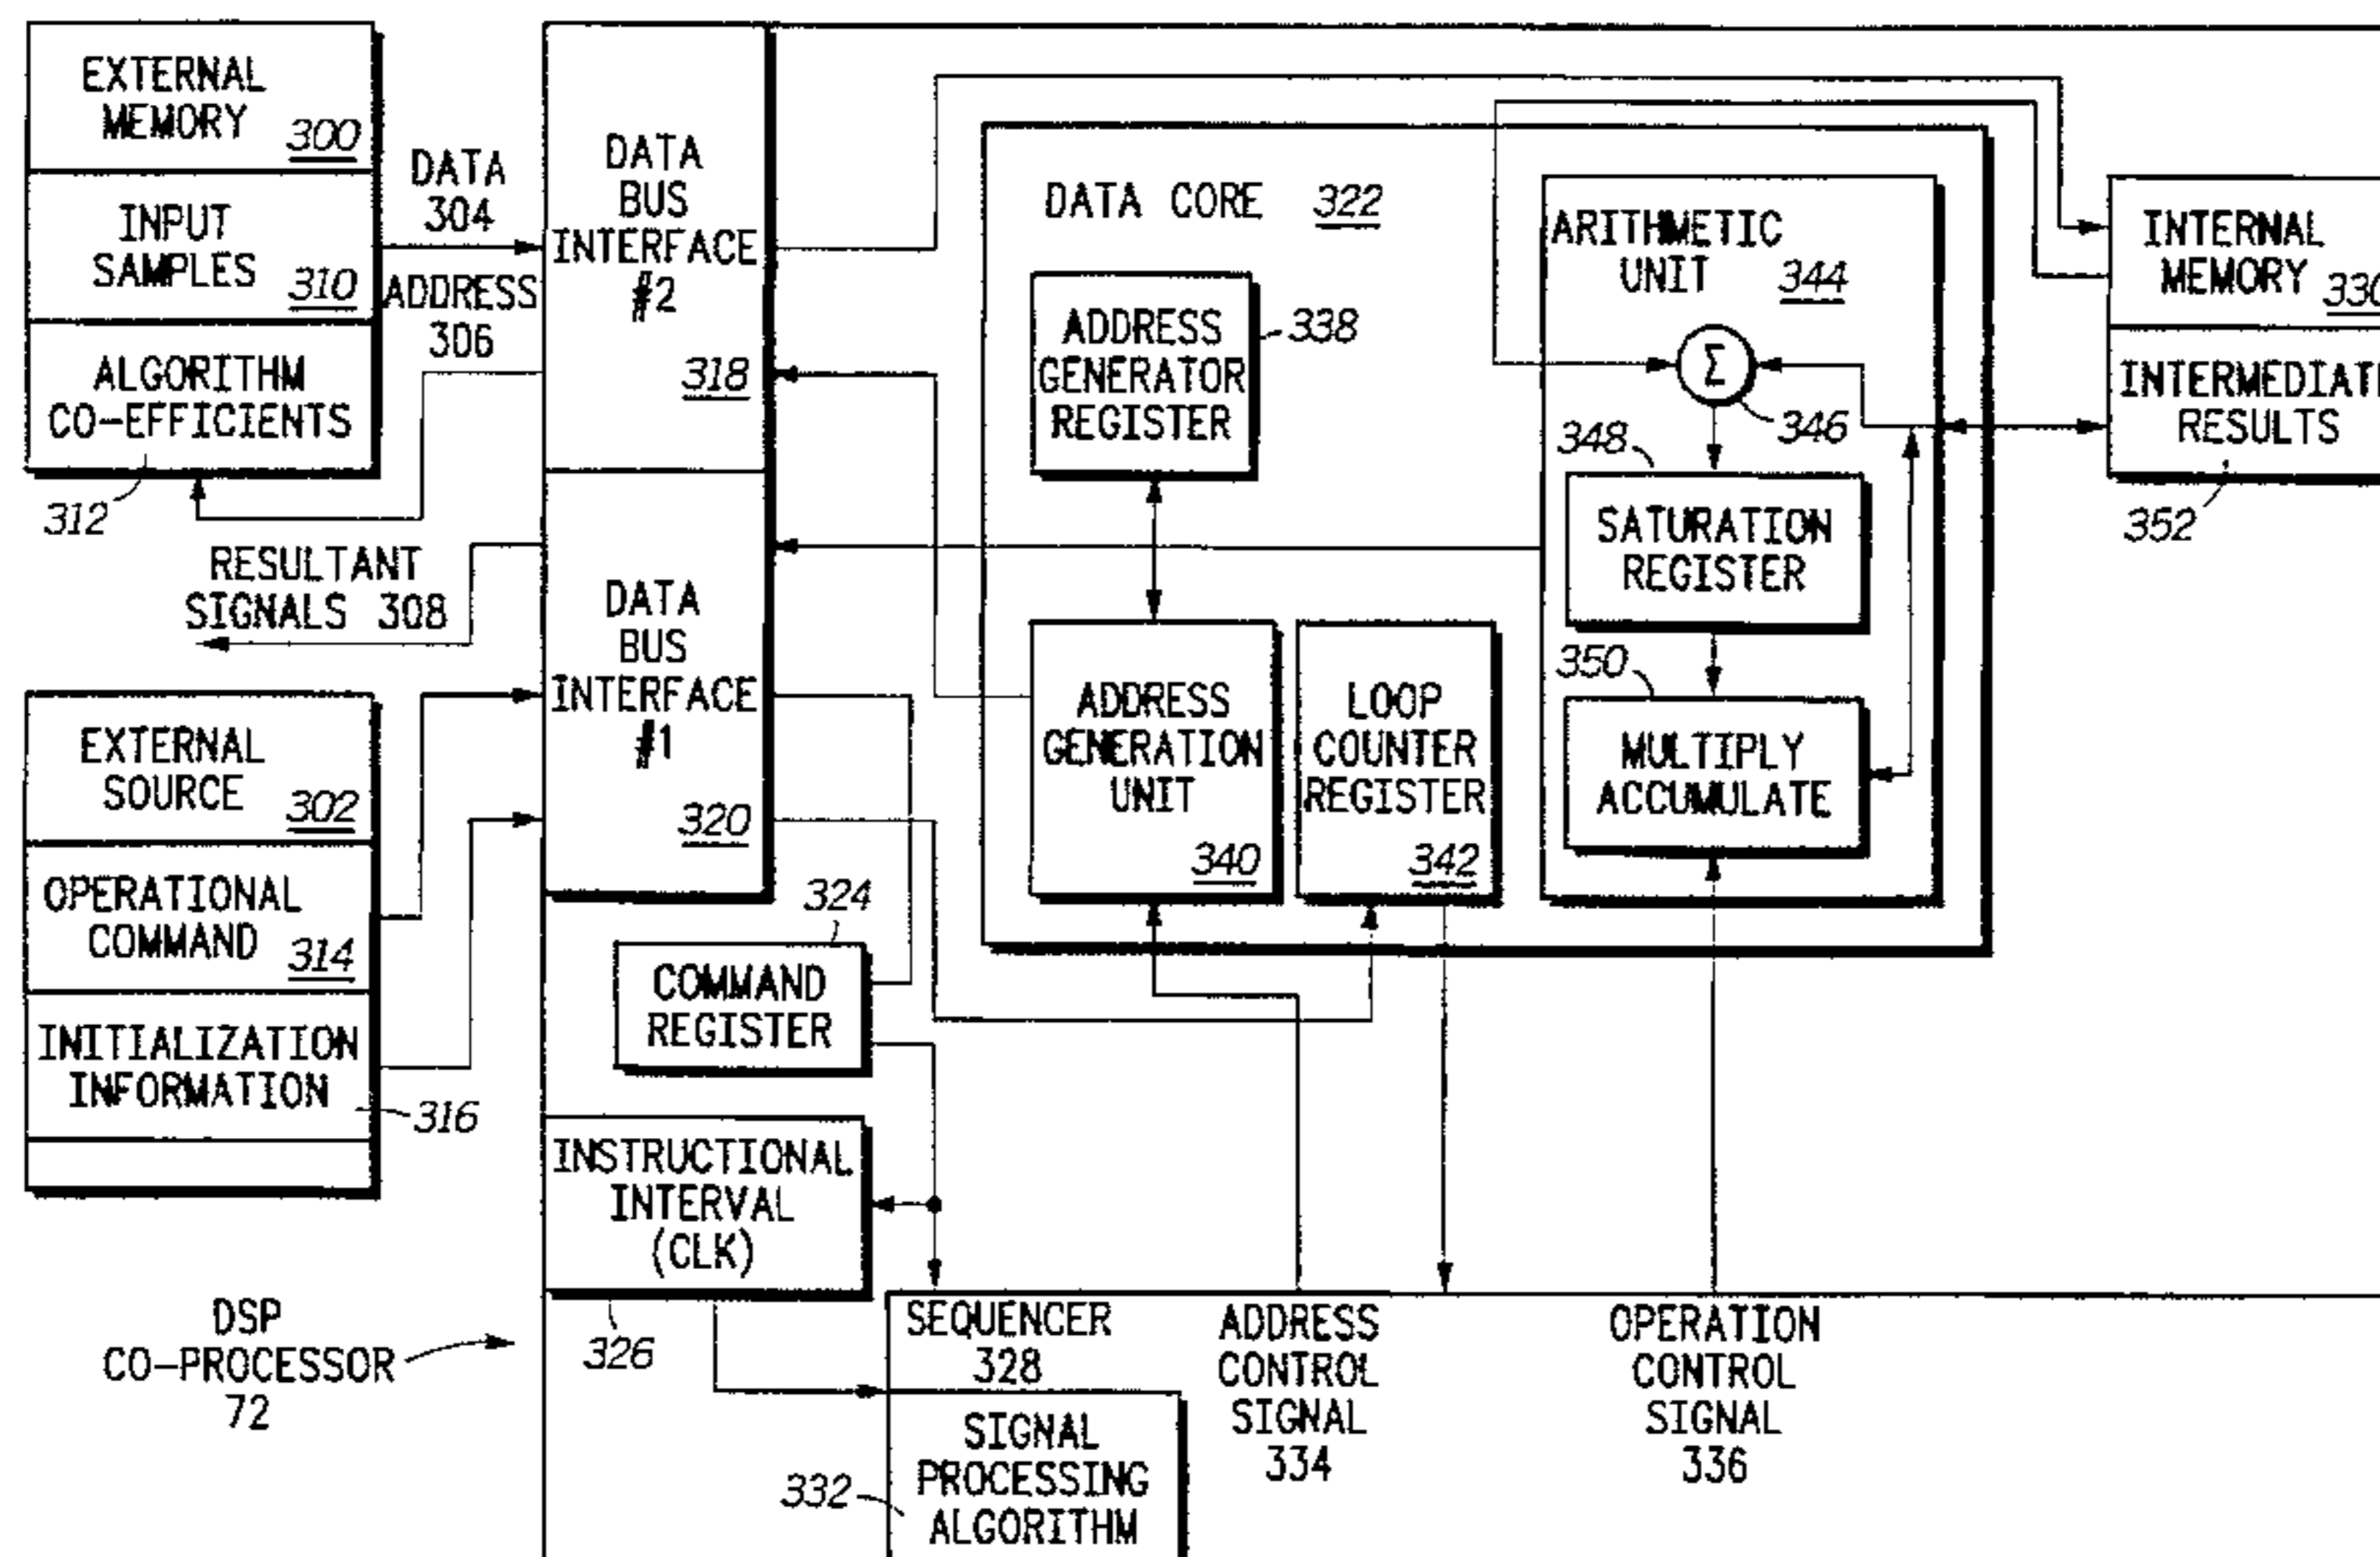 EXTERNAL
MEMORY
300
INPUT
SAMPLES
310
ALGORITHM
CO-EFFICIENTS
312
DATA
304
ADDRESS
306
RESULTANT
SIGNALS 308
EXTERNAL
SOURCE
302
OPERATIONAL
COMMAND
314
INITIALIZATION
INFORMATION
316
DSP
CO-PROCESSOR
72
DATA
BUS
INTERFACE
#2
318
DATA
BUS
INTERFACE
#1
320
324
COMMAND
REGISTER
INSTRUCTIONAL
INTERVAL
(CLK)
326
DATA CORE 322
ADDRESS
GENERATOR
REGISTER
338
ADDRESS
GENERATION
UNIT
340
LOOP
COUNTER
REGISTER
342
ARITHMETIC
UNIT
344
Σ
346
348
SATURATION
REGISTER
350
MULTIPLY
ACCUMULATE
INTERNAL
MEMORY
330
INTERMEDIATE
RESULTS
352
SEQUENCER
328
332
SIGNAL
PROCESSING
ALGORITHM
ADDRESS
CONTROL
SIGNAL
334
OPERATION
CONTROL
SIGNAL
336